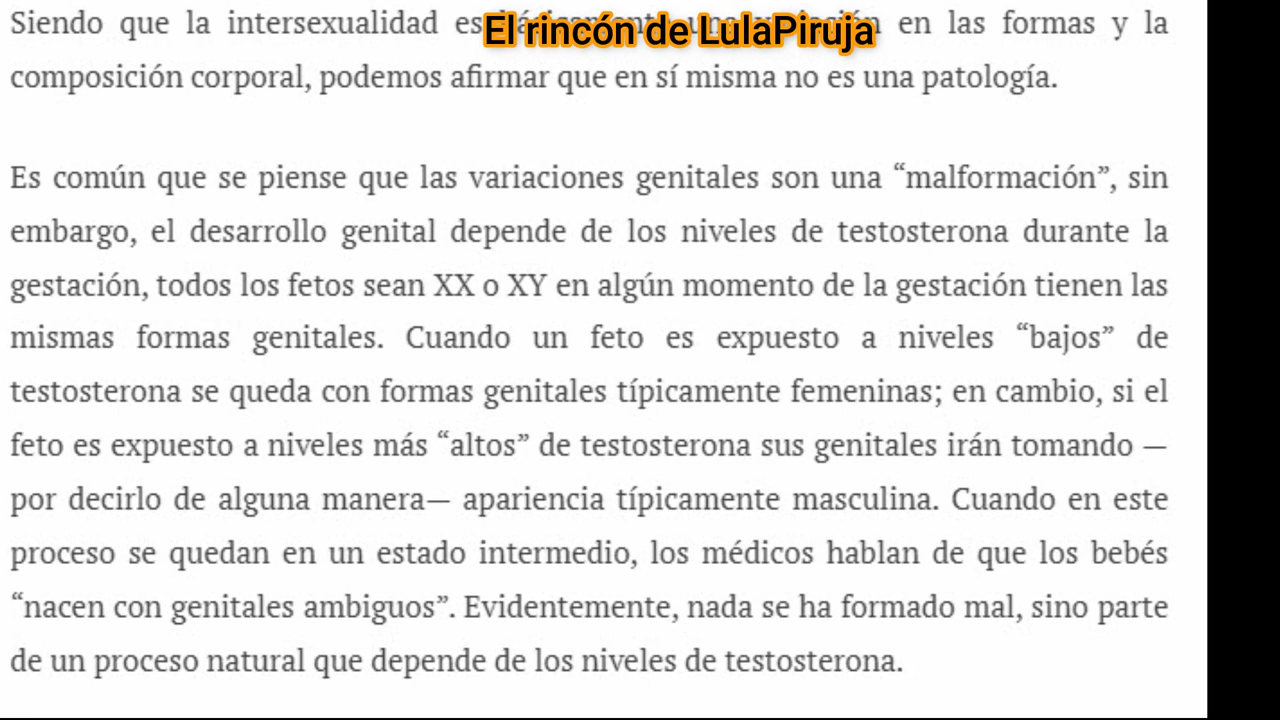 El rincón de LulaPiruja
Siendo que la intersexualidad es en las formas y la
composición corporal, podemos afirmar que en sí misma no es una patología.
Es común que se piense que las variaciones genitales son una “malformación”, sin
embargo, el desarrollo genital depende de los niveles de testosterona durante la
gestación, todos los fetos sean XX o XY en algún momento de la gestación tienen las
mismas formas genitales. Cuando un feto es expuesto a niveles “bajos” de
testosterona se queda con formas genitales típicamente femeninas; en cambio, si el
feto es expuesto a niveles más “altos” de testosterona sus genitales irán tomando —
por decirlo de alguna manera— apariencia típicamente masculina. Cuando en este
proceso se quedan en un estado intermedio, los médicos hablan de que los bebés
“nacen con genitales ambiguos”. Evidentemente, nada se ha formado mal, sino parte
de un proceso natural que depende de los niveles de testosterona.